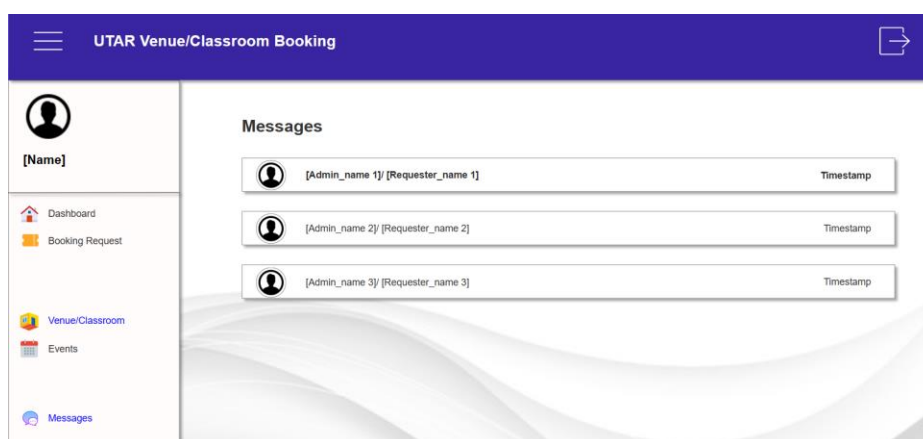 UTAR Venue/Classroom Booking
[Name]
Dashboard
Booking Request
Venue/Classroom
Events
Messages
Messages
[Admin_name 1]/ [Requester_name 1] Timestamp
[Admin_name 2]/ [Requester_name 2] Timestamp
[Admin_name 3]/ [Requester_name 3] Timestamp